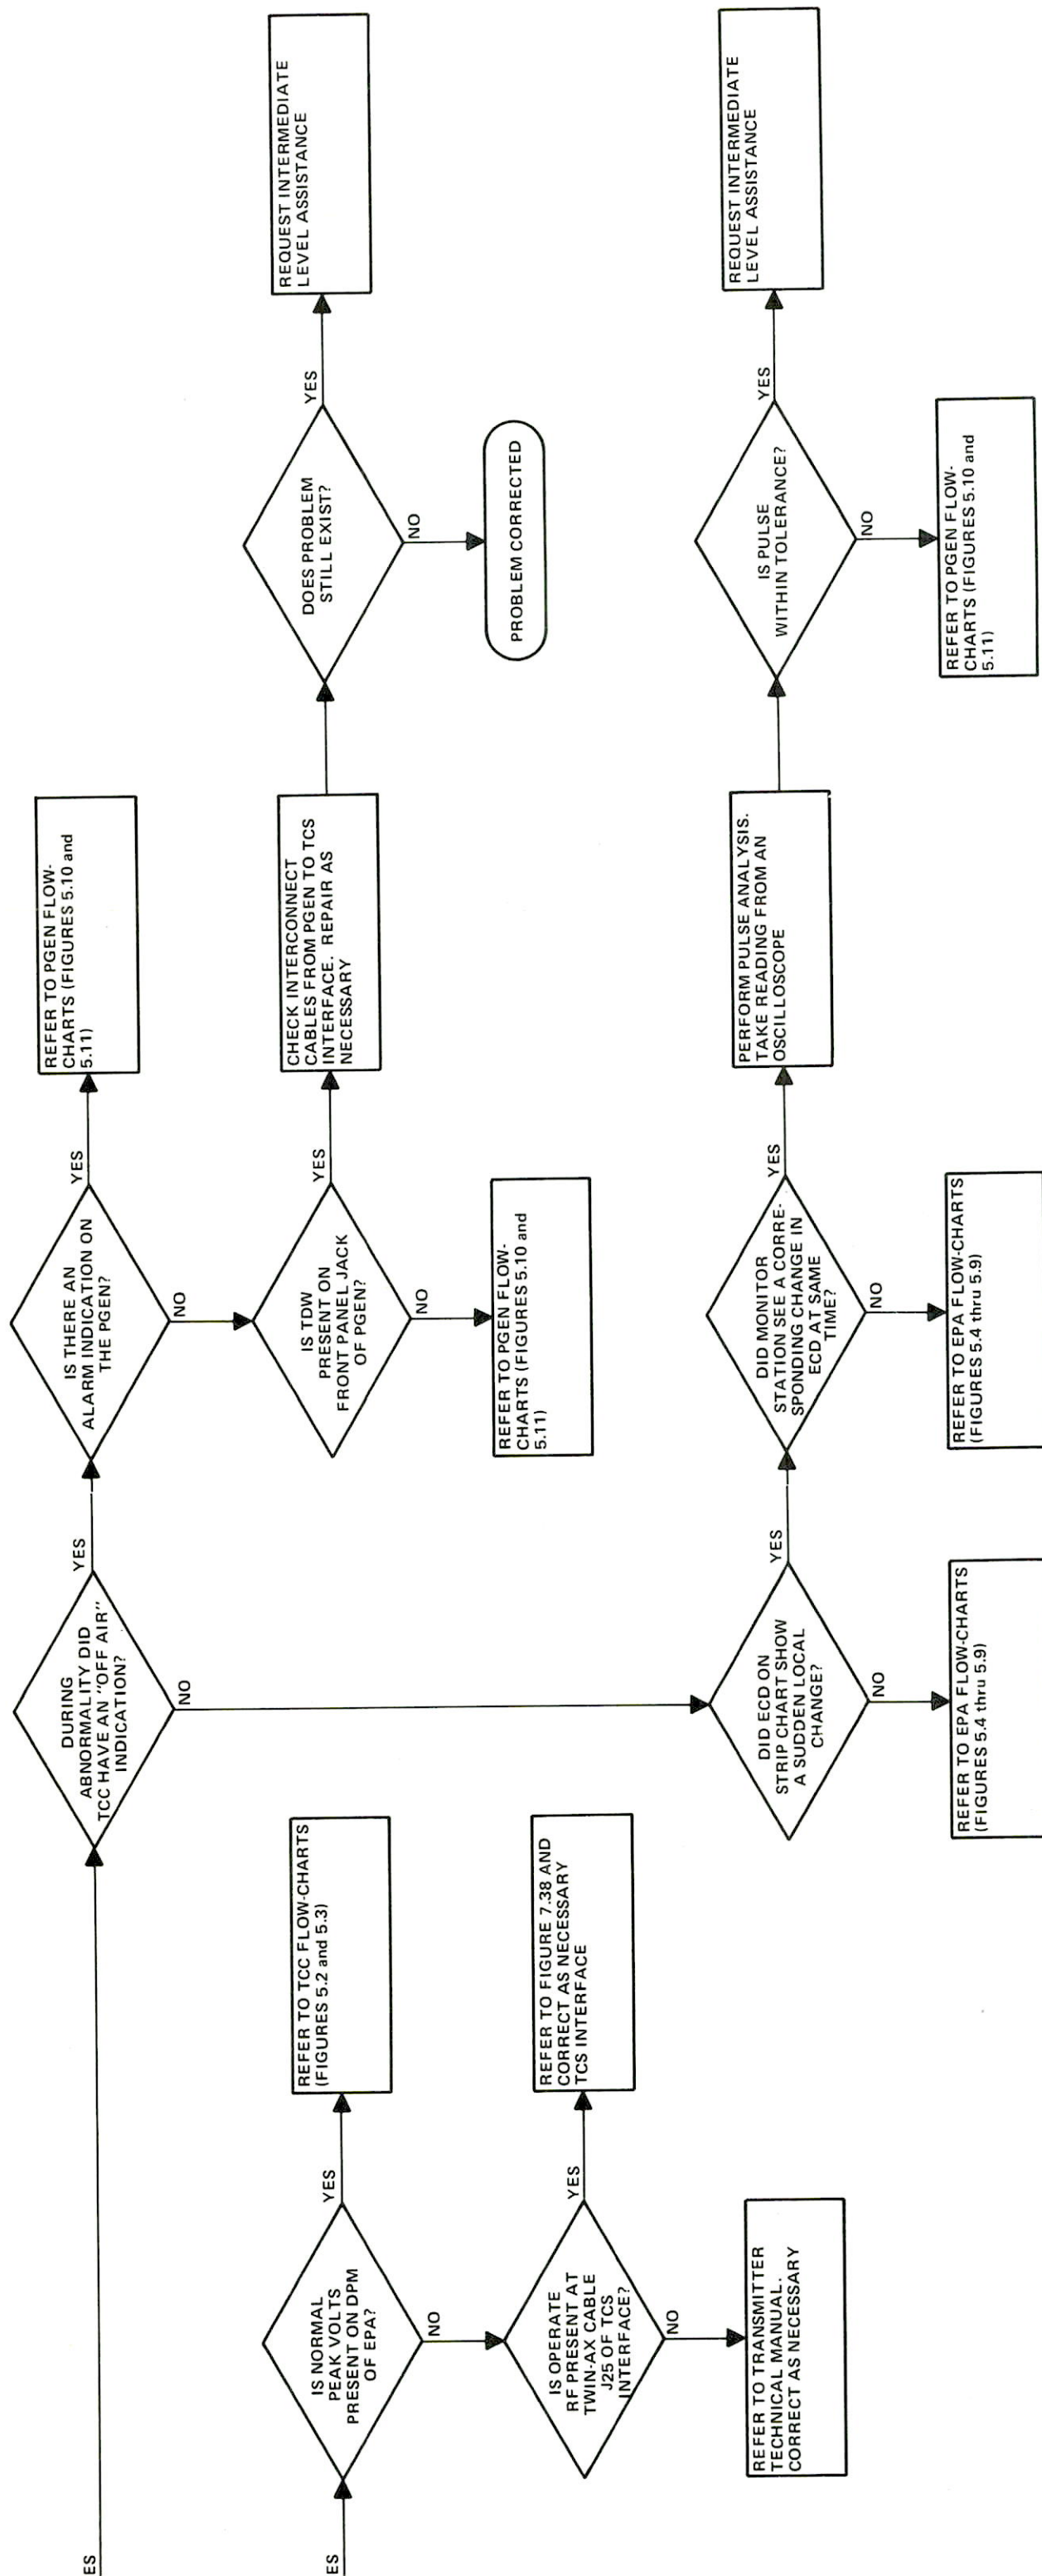 ES
DURING
ABNORMALITY DID
TCC HAVE AN "OFF AIR"
INDICATION?
YES
NO
IS THERE AN
ALARM INDICATION ON
THE PGEN?
YES
NO
REFER TO PGEN FLOW-
CHARTS (FIGURES 5.10 and
5.11)
ES
IS NORMAL
PEAK VOLTS
PRESENT ON DPM
OF EPA?
YES
NO
REFER TO TCC FLOW-CHARTS
(FIGURES 5.2 and 5.3)
IS TDW
PRESENT ON
FRONT PANEL JACK
OF PGEN?
YES
NO
CHECK INTERCONNECT
CABLES FROM PGEN TO TCS
INTERFACE. REPAIR AS
NECESSARY
DOES PROBLEM
STILL EXIST?
YES
NO
REQUEST INTERMEDIATE
LEVEL ASSISTANCE
IS OPERATE
RF PRESENT AT
TWIN-AX CABLE
J25 OF TCS
INTERFACE?
YES
NO
REFER TO FIGURE 7.38 AND
CORRECT AS NECESSARY
TCS INTERFACE
REFER TO PGEN FLOW-
CHARTS (FIGURES 5.10 and
5.11)
PROBLEM CORRECTED
REFER TO TRANSMITTER
TECHNICAL MANUAL.
CORRECT AS NECESSARY
DID ECD ON
STRIP CHART SHOW
A SUDDEN LOCAL
CHANGE?
YES
NO
DID MONITOR
STATION SEE A CORRE-
SPONDING CHANGE IN
ECD AT SAME
TIME?
YES
NO
PERFORM PULSE ANALYSIS.
TAKE READING FROM AN
OSCILLOSCOPE
IS PULSE
WITHIN TOLERANCE?
YES
NO
REQUEST INTERMEDIATE
LEVEL ASSISTANCE
REFER TO EPA FLOW-CHARTS
(FIGURES 5.4 thru 5.9)
REFER TO EPA FLOW-CHARTS
(FIGURES 5.4 thru 5.9)
REFER TO PGEN FLOW-
CHARTS (FIGURES 5.10 and
5.11)